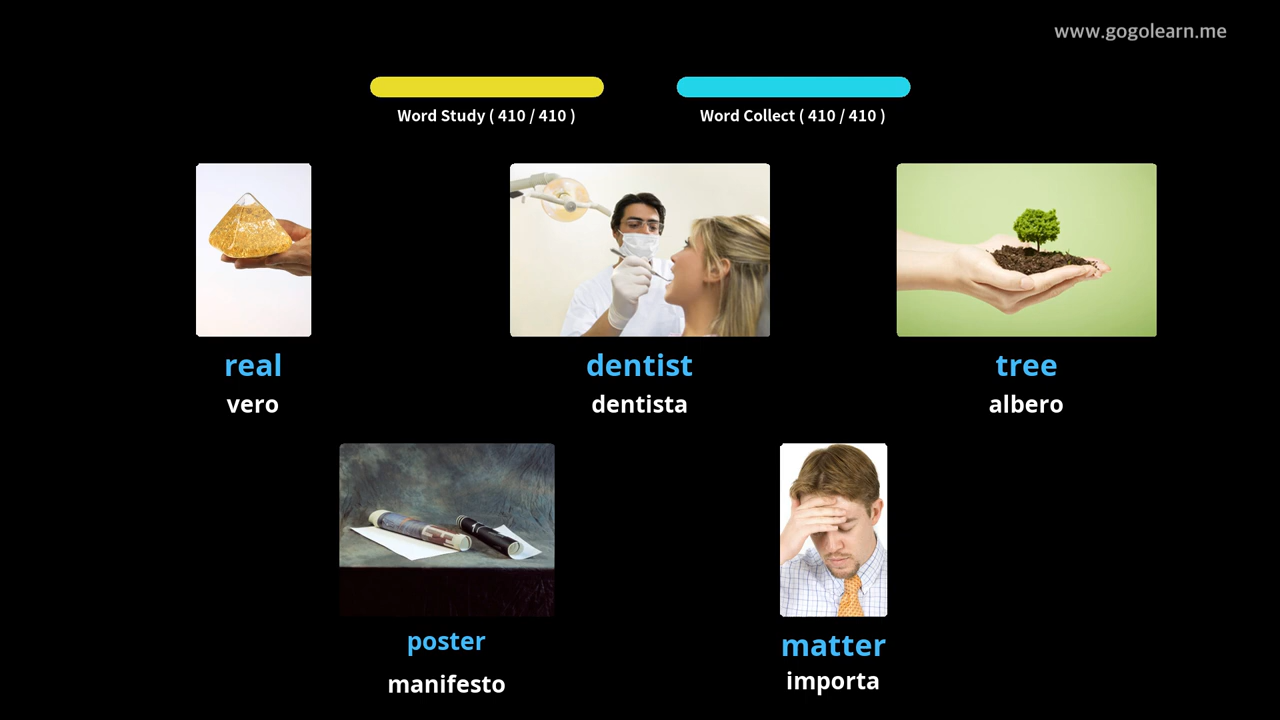 www.gogolearn.me
Word Study ( 410 / 410 )
Word Collect ( 410 / 410 )
real
vero
dentist
dentista
tree
albero
poster
manifesto
matter
importa